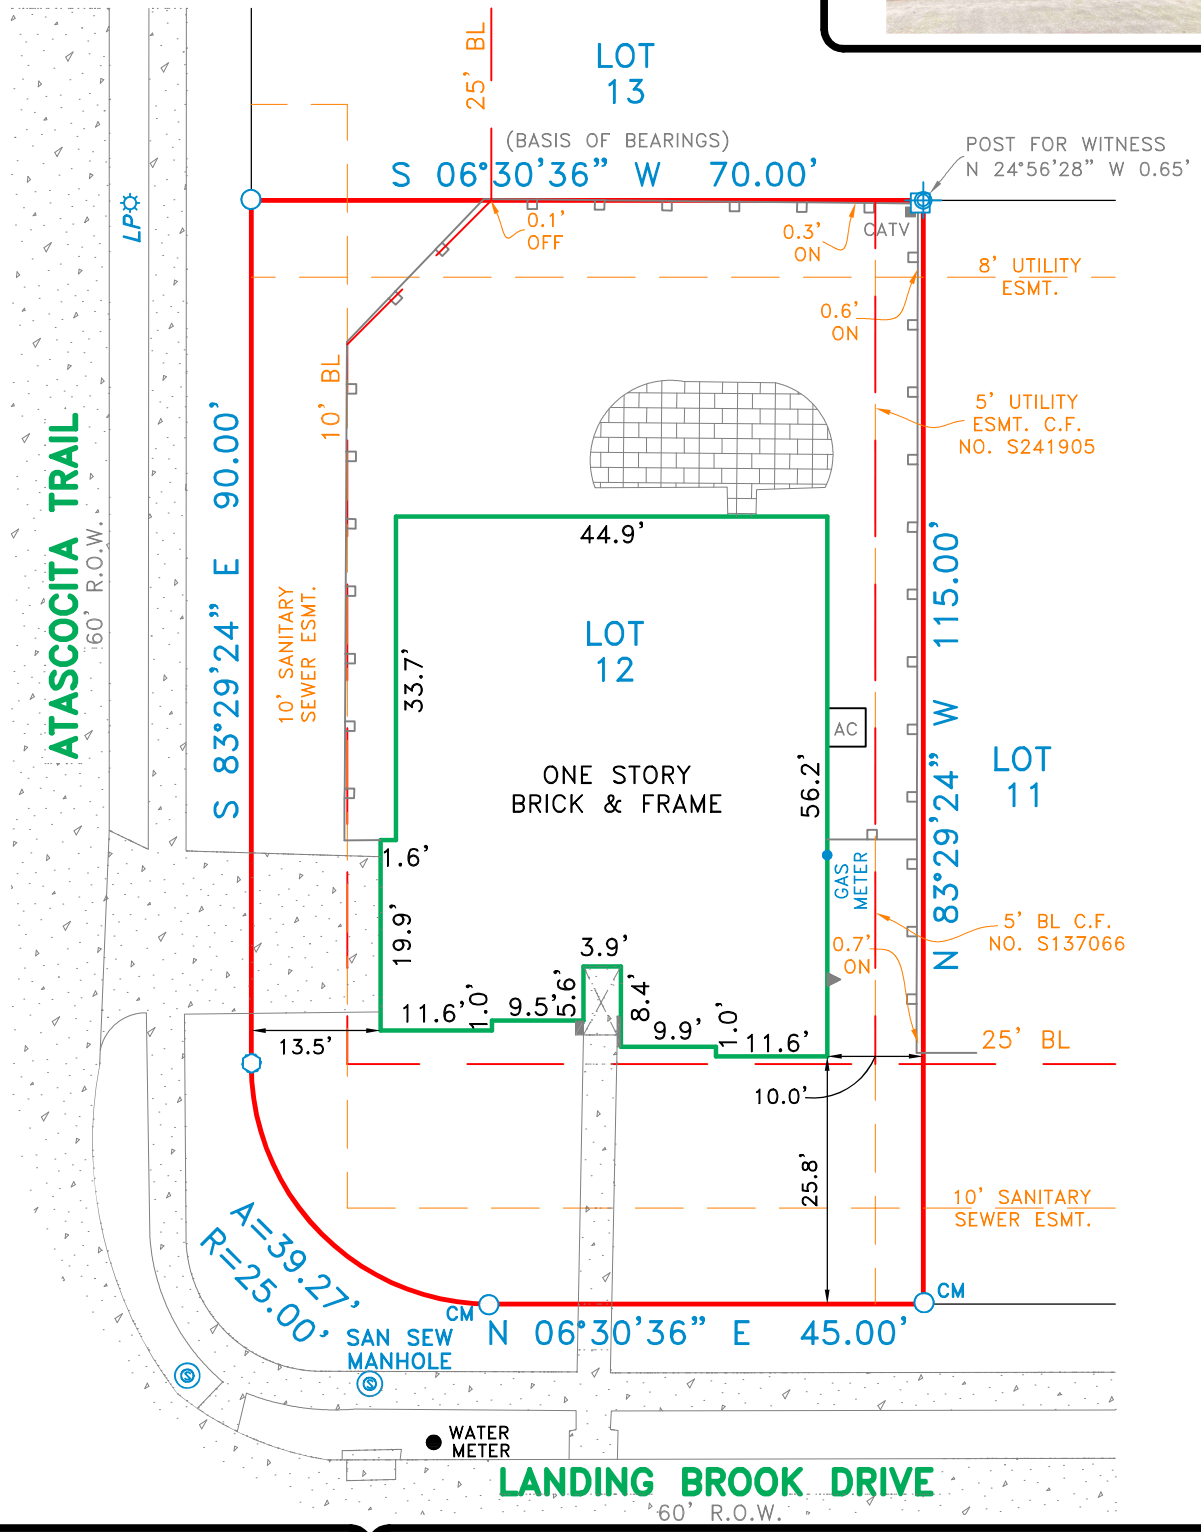 25' BL
LOT
13
(BASIS OF BEARINGS)
S 06°30'36" W 70.00'
POST FOR WITNESS
N 24°56'28" W 0.65'
LP
0.1'
OFF
0.3'
ON
CATV
8' UTILITY
ESMT.
0.6'
ON
10' BL
5' UTILITY
ESMT. C.F.
NO. S241905
ATASCOCITA TRAIL
60' R.O.W.
S 83°29'24" E 90.00'
10' SANITARY
SEWER ESMT.
44.9'
LOT
12
33.7'
ONE STORY
BRICK & FRAME
56.2'
AC
N 83°29'24" W 115.00'
LOT
11
1.6'
GAS
METER
19.9'
5' BL C.F.
NO. S137066
0.7'
ON
3.9'
11.6'
1.0'
9.5'
5.6'
8.4'
9.9'
1.0'
11.6'
13.5'
25' BL
10.0'
25.8'
10' SANITARY
SEWER ESMT.
A=39.27'
R=25.00'
CM
CM
N 06°30'36" E 45.00'
SAN SEW
MANHOLE
S
S
WATER
METER
LANDING BROOK DRIVE
60' R.O.W.